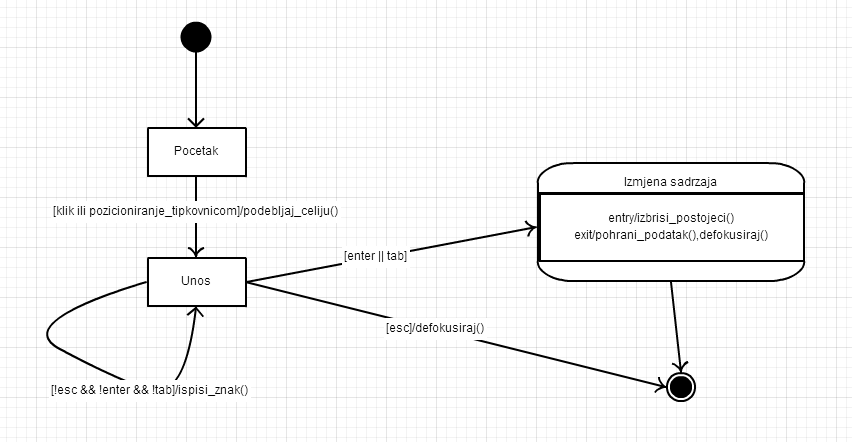 Pocetak
[klik ili pozicioniranje_tipkovnicom]/podebljaj_celiju()
Izmjena sadrzaja
entry/izbrisi_postojeci()
exit/pohrani_podatak(),defokusiraj()
[enter || tab]
Unos
[esc]/defokusiraj()
[!esc && !enter && !tab]/ispisi_znak()